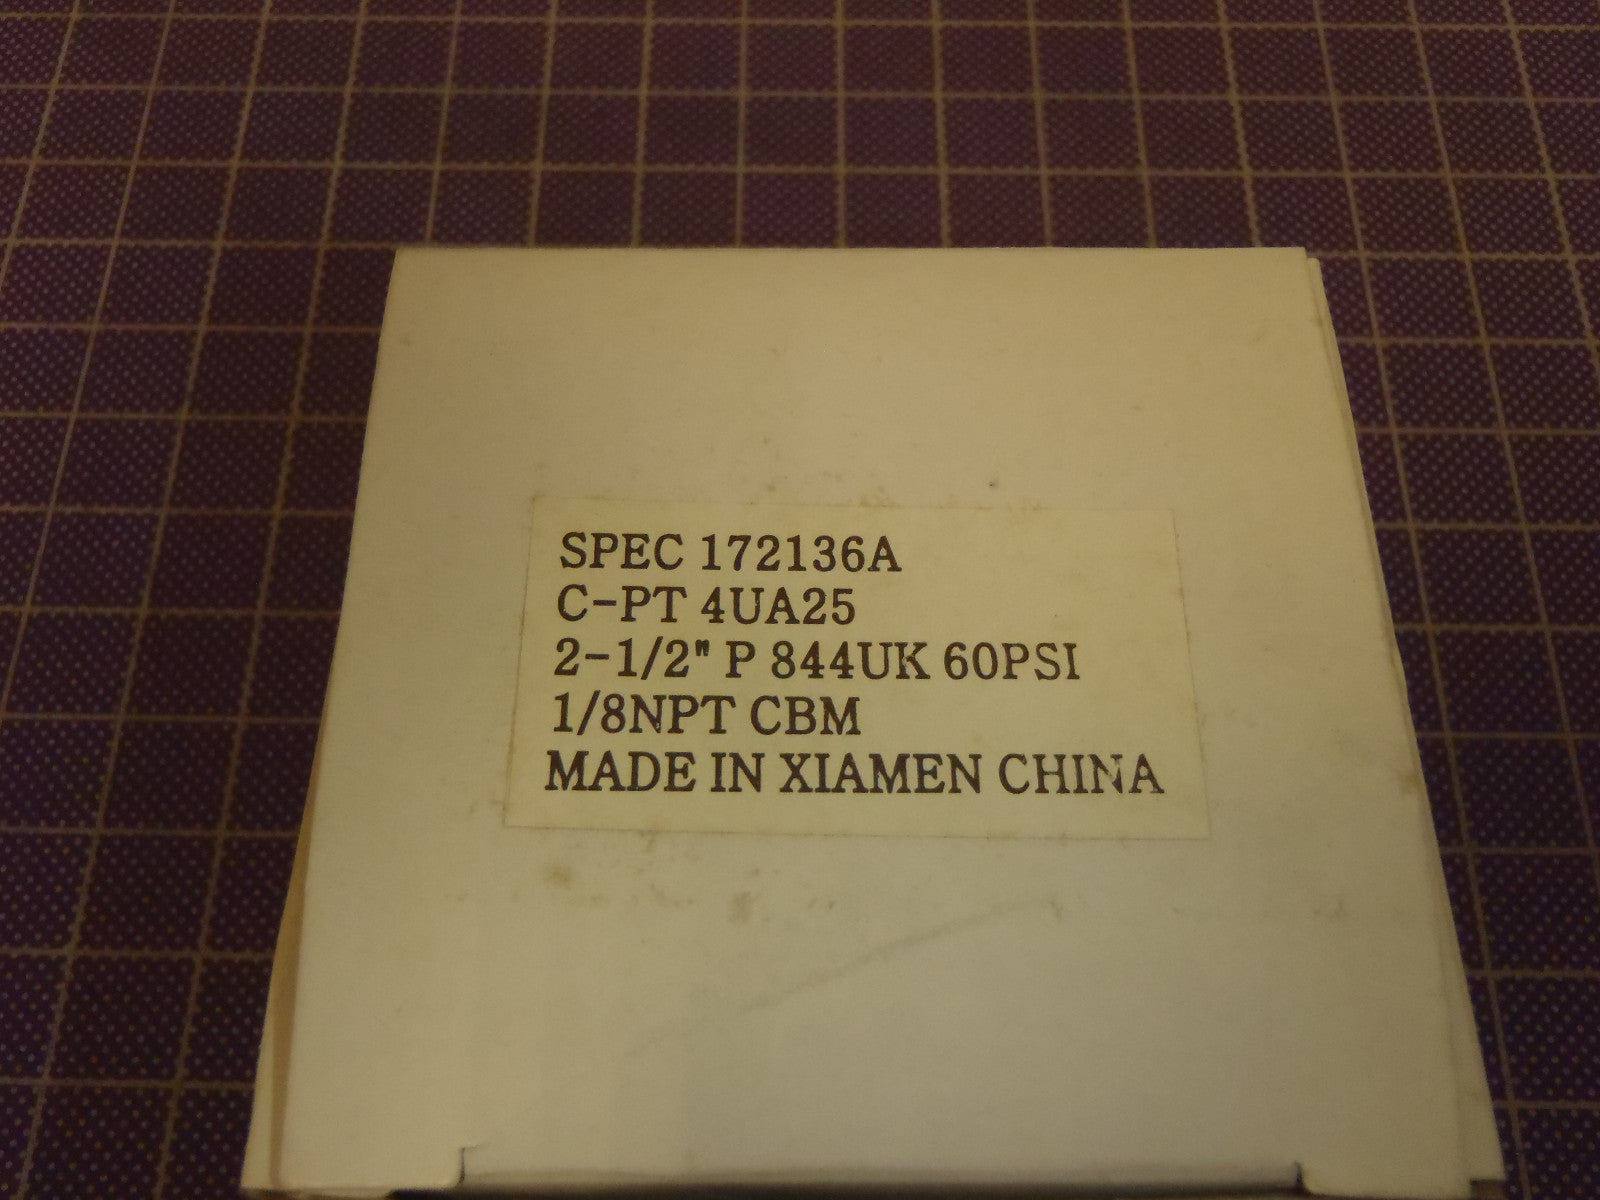 SPEC 172136A
C-PT 4UA25
2-1/2" P 844UK 60PSI
1/8NPT CBM
MADE IN XIAMEN CHINA